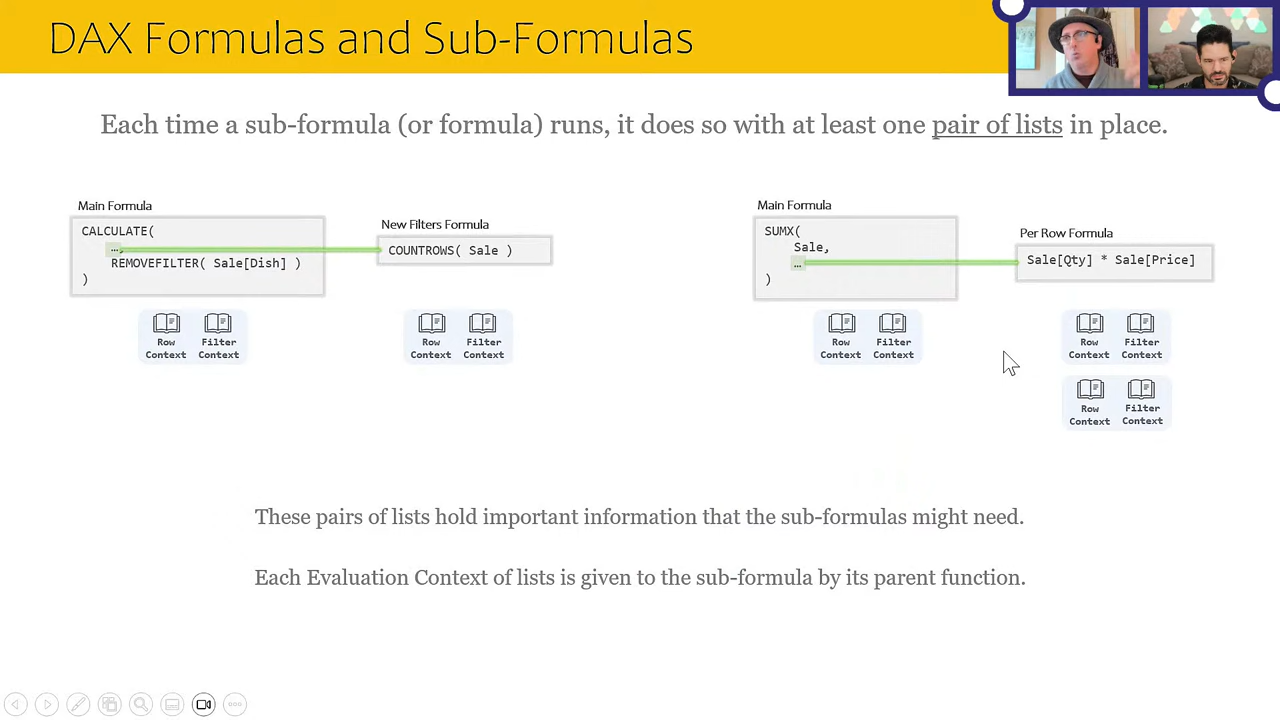 DAX Formulas and Sub-Formulas
Each time a sub-formula (or formula) runs, it does so with at least one pair of lists in place.
Main Formula
CALCULATE(
…,
REMOVEFILTER( Sale[Dish] )
)
New Filters Formula
COUNTROWS( Sale )
Row Context
Filter Context
Row Context
Filter Context
Main Formula
SUMX(
Sale,
…
)
Per Row Formula
Sale[Qty] * Sale[Price]
Row Context
Filter Context
Row Context
Filter Context
Row Context
Filter Context
These pairs of lists hold important information that the sub-formulas might need.
Each Evaluation Context of lists is given to the sub-formula by its parent function.